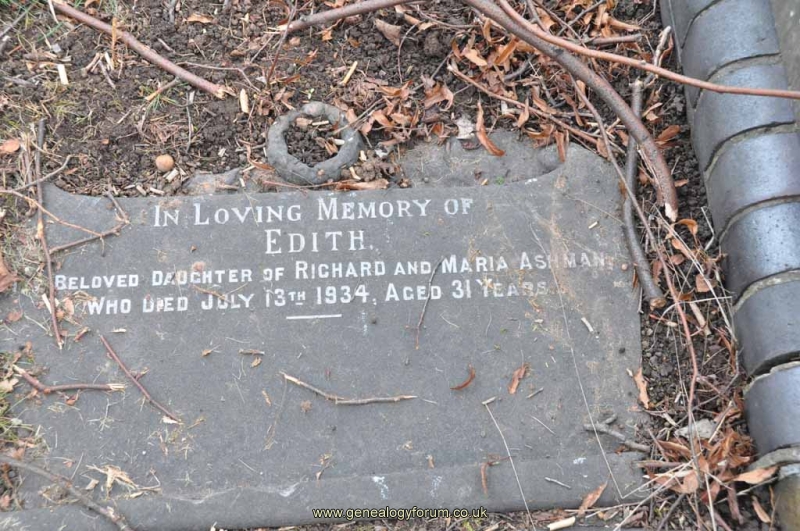 In Loving Memory of
Edith.
Beloved Daughter of Richard and Maria Ashman
Who Died July 13th 1934, Aged 31 Years.
www.genealogyforum.co.uk